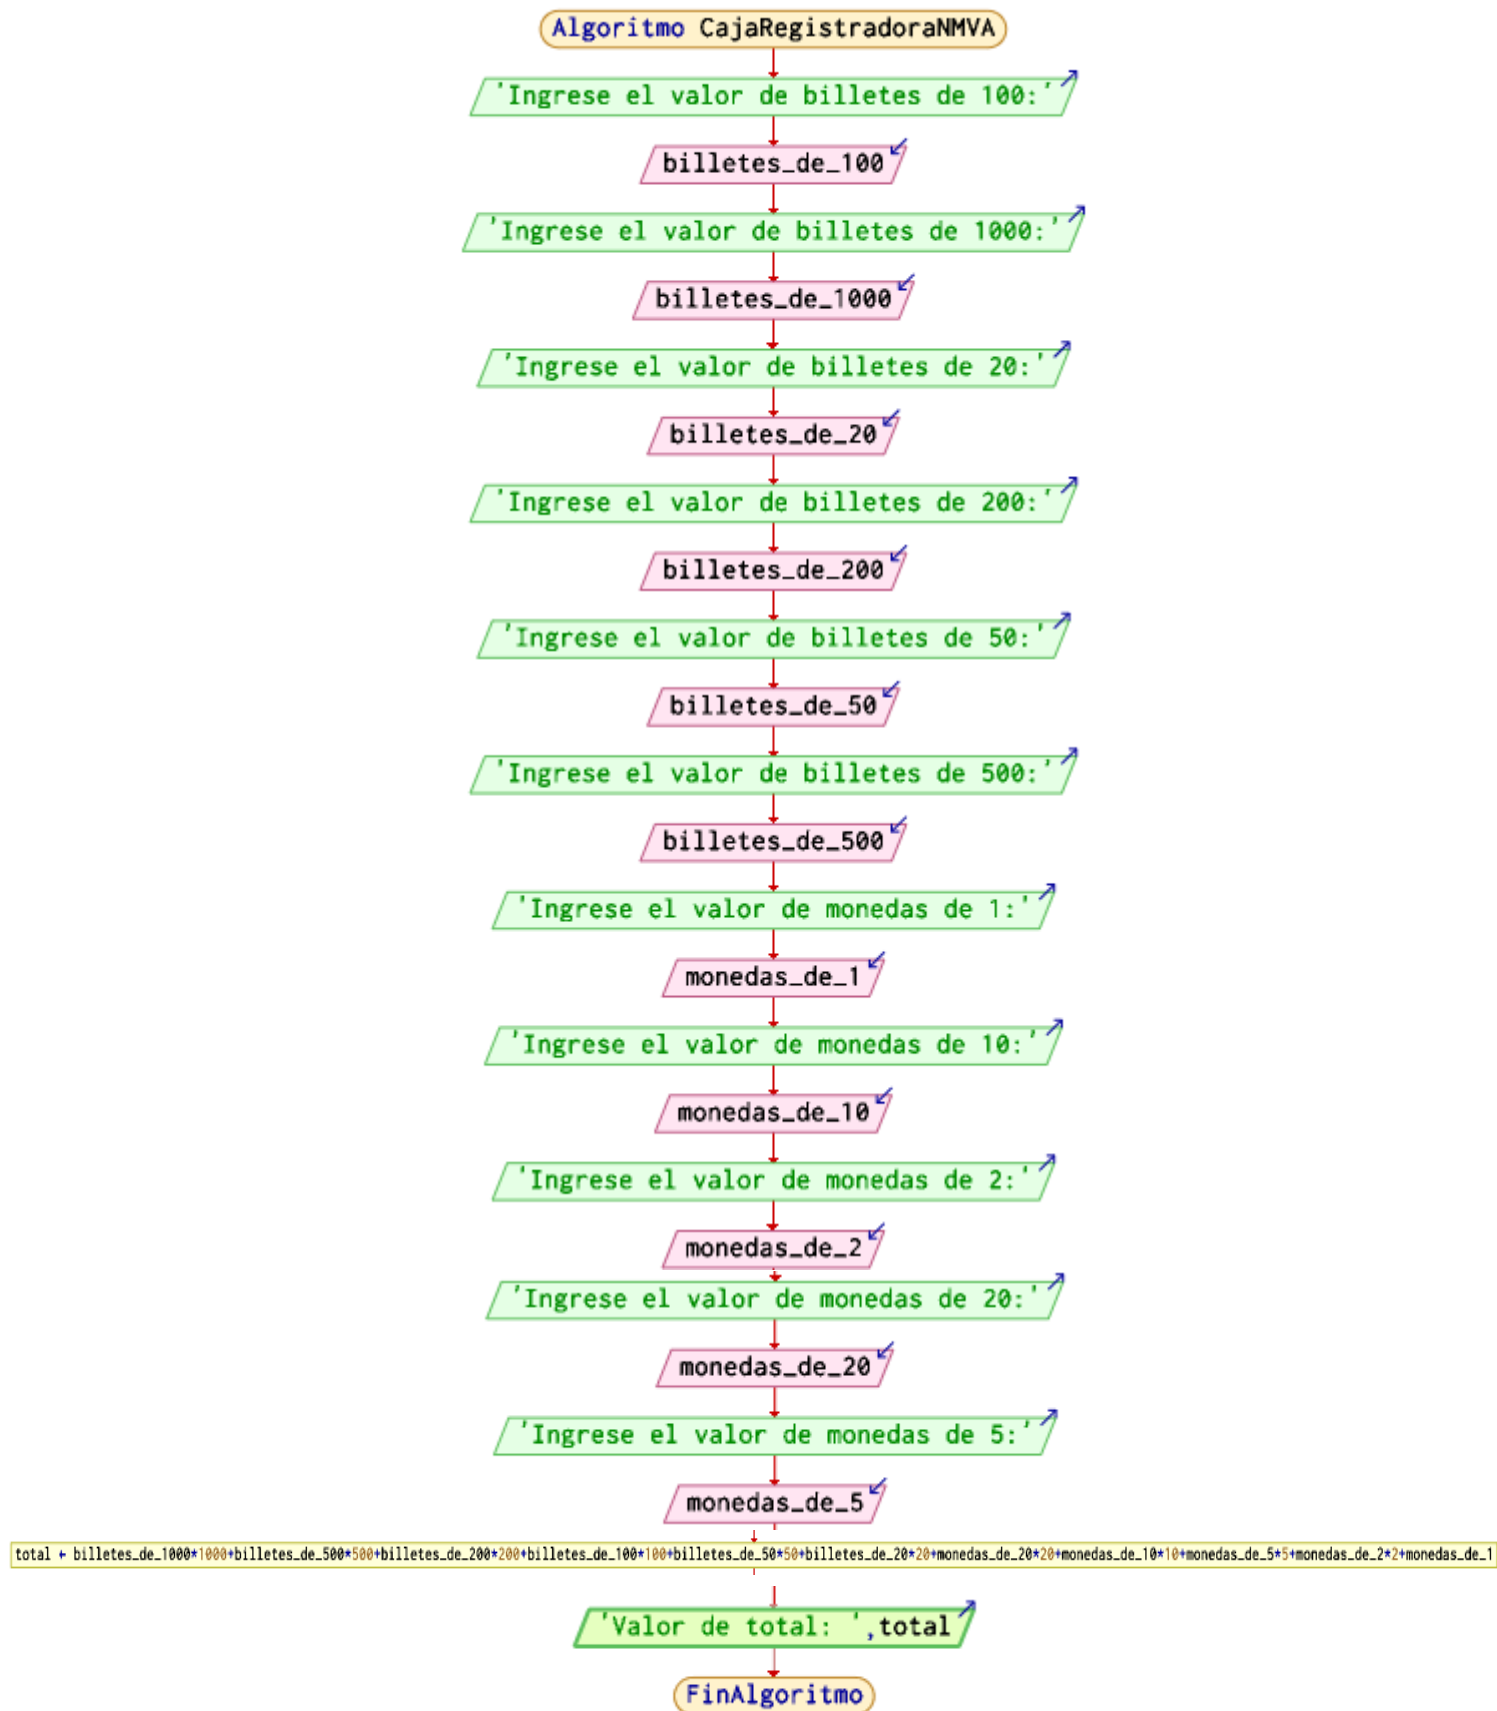 Algoritmo CajaRegistradoraNMVA
'Ingrese el valor de billetes de 100:'
billetes_de_100
'Ingrese el valor de billetes de 1000:'
billetes_de_1000
'Ingrese el valor de billetes de 20:'
billetes_de_20
'Ingrese el valor de billetes de 200:'
billetes_de_200
'Ingrese el valor de billetes de 50:'
billetes_de_50
'Ingrese el valor de billetes de 500:'
billetes_de_500
'Ingrese el valor de monedas de 1:'
monedas_de_1
'Ingrese el valor de monedas de 10:'
monedas_de_10
'Ingrese el valor de monedas de 2:'
monedas_de_2
'Ingrese el valor de monedas de 20:'
monedas_de_20
'Ingrese el valor de monedas de 5:'
monedas_de_5
total ← billetes_de_1000*1000+billetes_de_500*500+billetes_de_200*200+billetes_de_100*100+billetes_de_50*50+billetes_de_20*20+monedas_de_20*20+monedas_de_10*10+monedas_de_5*5+monedas_de_2*2+monedas_de_1
'Valor de total: ',total
FinAlgoritmo